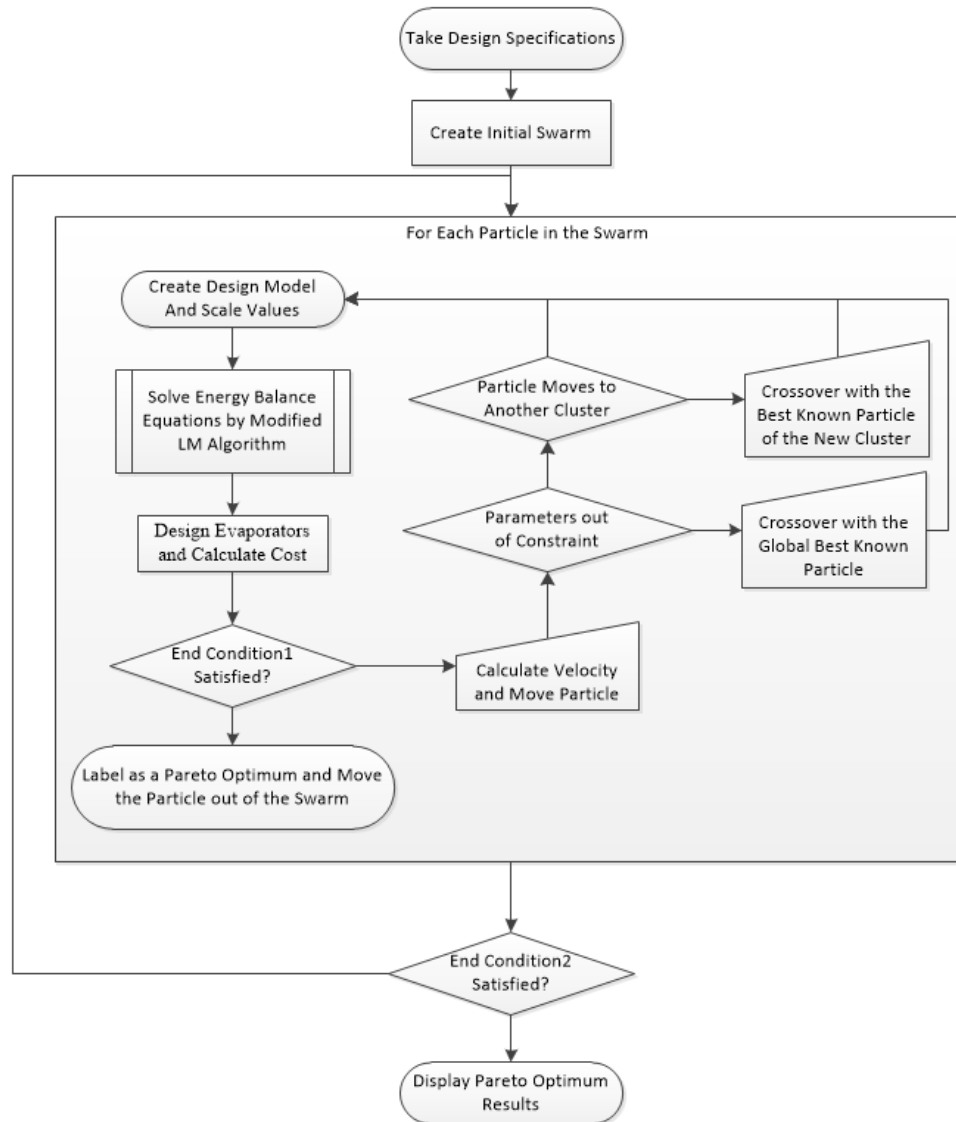 Take Design Specifications
Create Initial Swarm
For Each Particle in the Swarm
Create Design Model
And Scale Values
Solve Energy Balance
Equations by Modified
LM Algorithm
Design Evaporators
and Calculate Cost
End Condition1
Satisfied?
Label as a Pareto Optimum and Move
the Particle out of the Swarm
Calculate Velocity
and Move Particle
Parameters out
of Constraint
Crossover with the
Global Best Known
Particle
Particle Moves to
Another Cluster
Crossover with the
Best Known Particle
of the New Cluster
End Condition2
Satisfied?
Display Pareto Optimum
Results